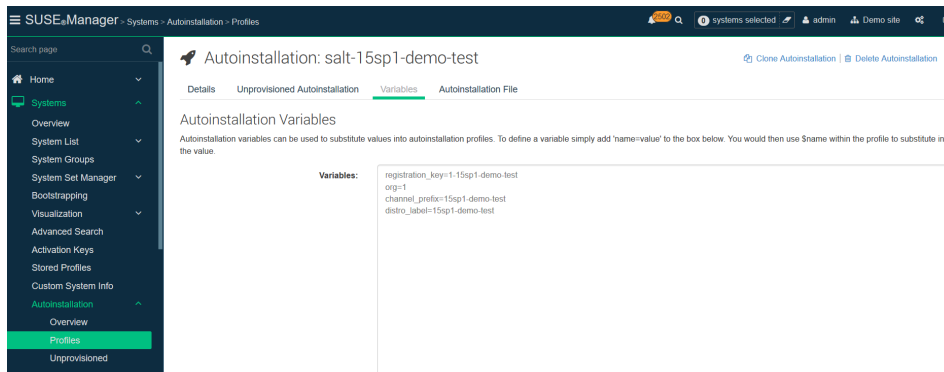 SUSE®Manager > Systems > Autoinstallation > Profiles
2502
0 systems selected
admin
Demo site
Search page
Home
Systems
Overview
System List
System Groups
System Set Manager
Bootstrapping
Visualization
Advanced Search
Activation Keys
Stored Profiles
Custom System Info
Autoinstallation
Overview
Profiles
Unprovisioned
Autoinstallation: salt-15sp1-demo-test
Clone Autoinstallation | Delete Autoinstallation
Details Unprovisioned Autoinstallation Variables Autoinstallation File
Autoinstallation Variables
Autoinstallation variables can be used to substitute values into autoinstallation profiles. To define a variable simply add 'name=value' to the box below. You would then use $name within the profile to substitute in
the value.
Variables:
registration_key=1-15sp1-demo-test
org=1
channel_prefix=15sp1-demo-test
distro_label=15sp1-demo-test